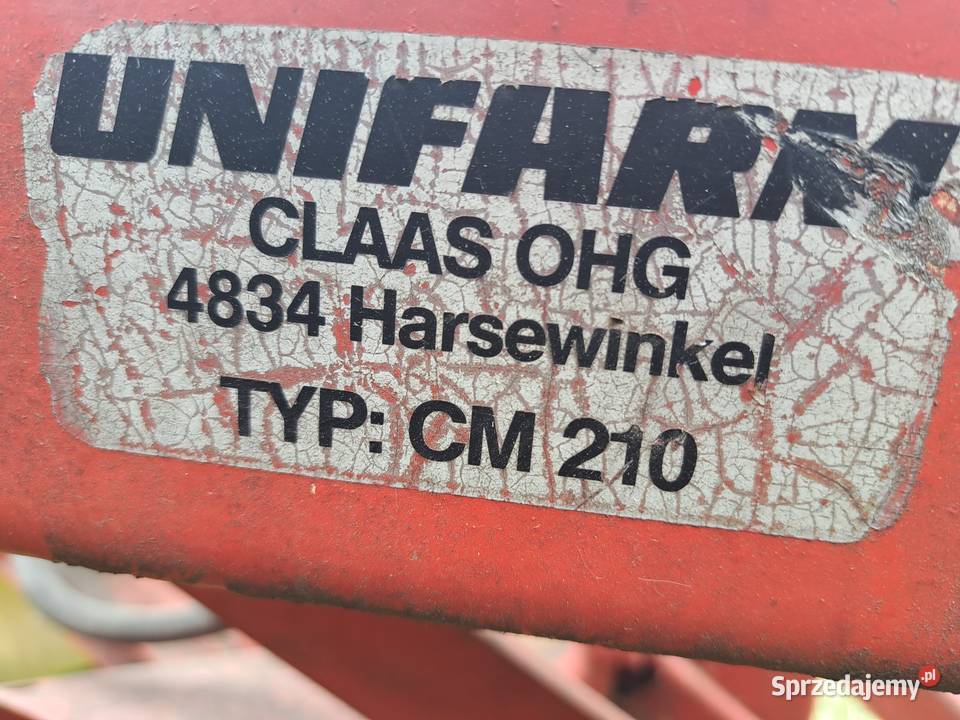 UNIFARM
CLAAS OHG
4834 Harsewinkel
TYP: CM 210
Sprzedajemy.pl